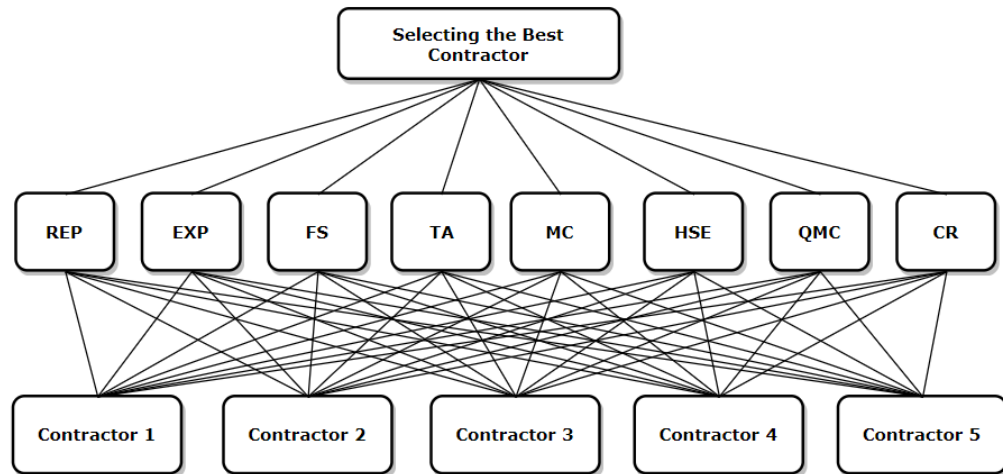 Selecting the Best
Contractor
REP
EXP
FS
TA
MC
HSE
QMC
CR
Contractor 1
Contractor 2
Contractor 3
Contractor 4
Contractor 5